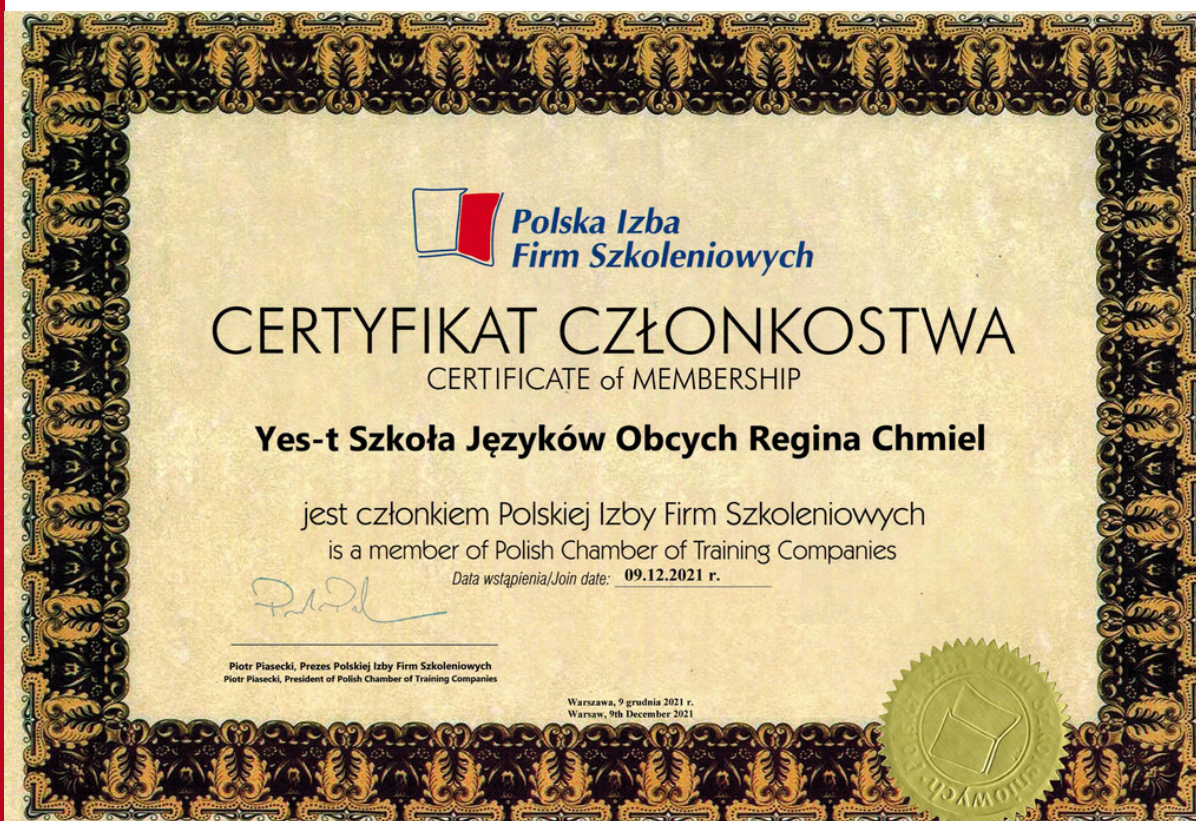 Polska Izba
Firm Szkoleniowych
CERTYFIKAT CZŁONKOSTWA
CERTIFICATE of MEMBERSHIP
Yes-t Szkoła Języków Obcych Regina Chmiel
jest członkiem Polskiej Izby Firm Szkoleniowych
is a member of Polish Chamber of Training Companies
Data wstąpienia/Join date: 09.12.2021 r.
Piotr Piasecki, Prezes Polskiej Izby Firm Szkoleniowych
Piotr Piasecki, President of Polish Chamber of Training Companies
Warszawa, 9 grudnia 2021 r.
Warsaw, 9th December 2021